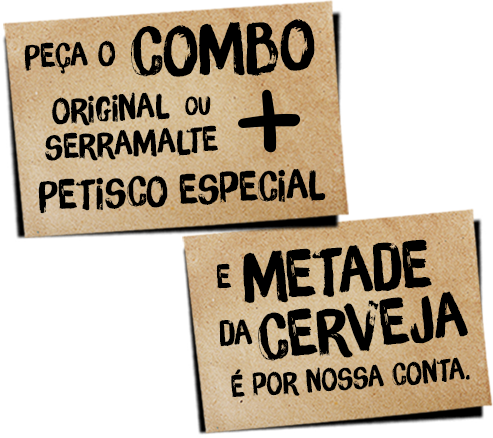 PEÇA O COMBO
ORIGINAL OU
SERRAMALTE +
PETISCO ESPECIAL
E METADE
DA CERVEJA
É POR NOSSA CONTA.